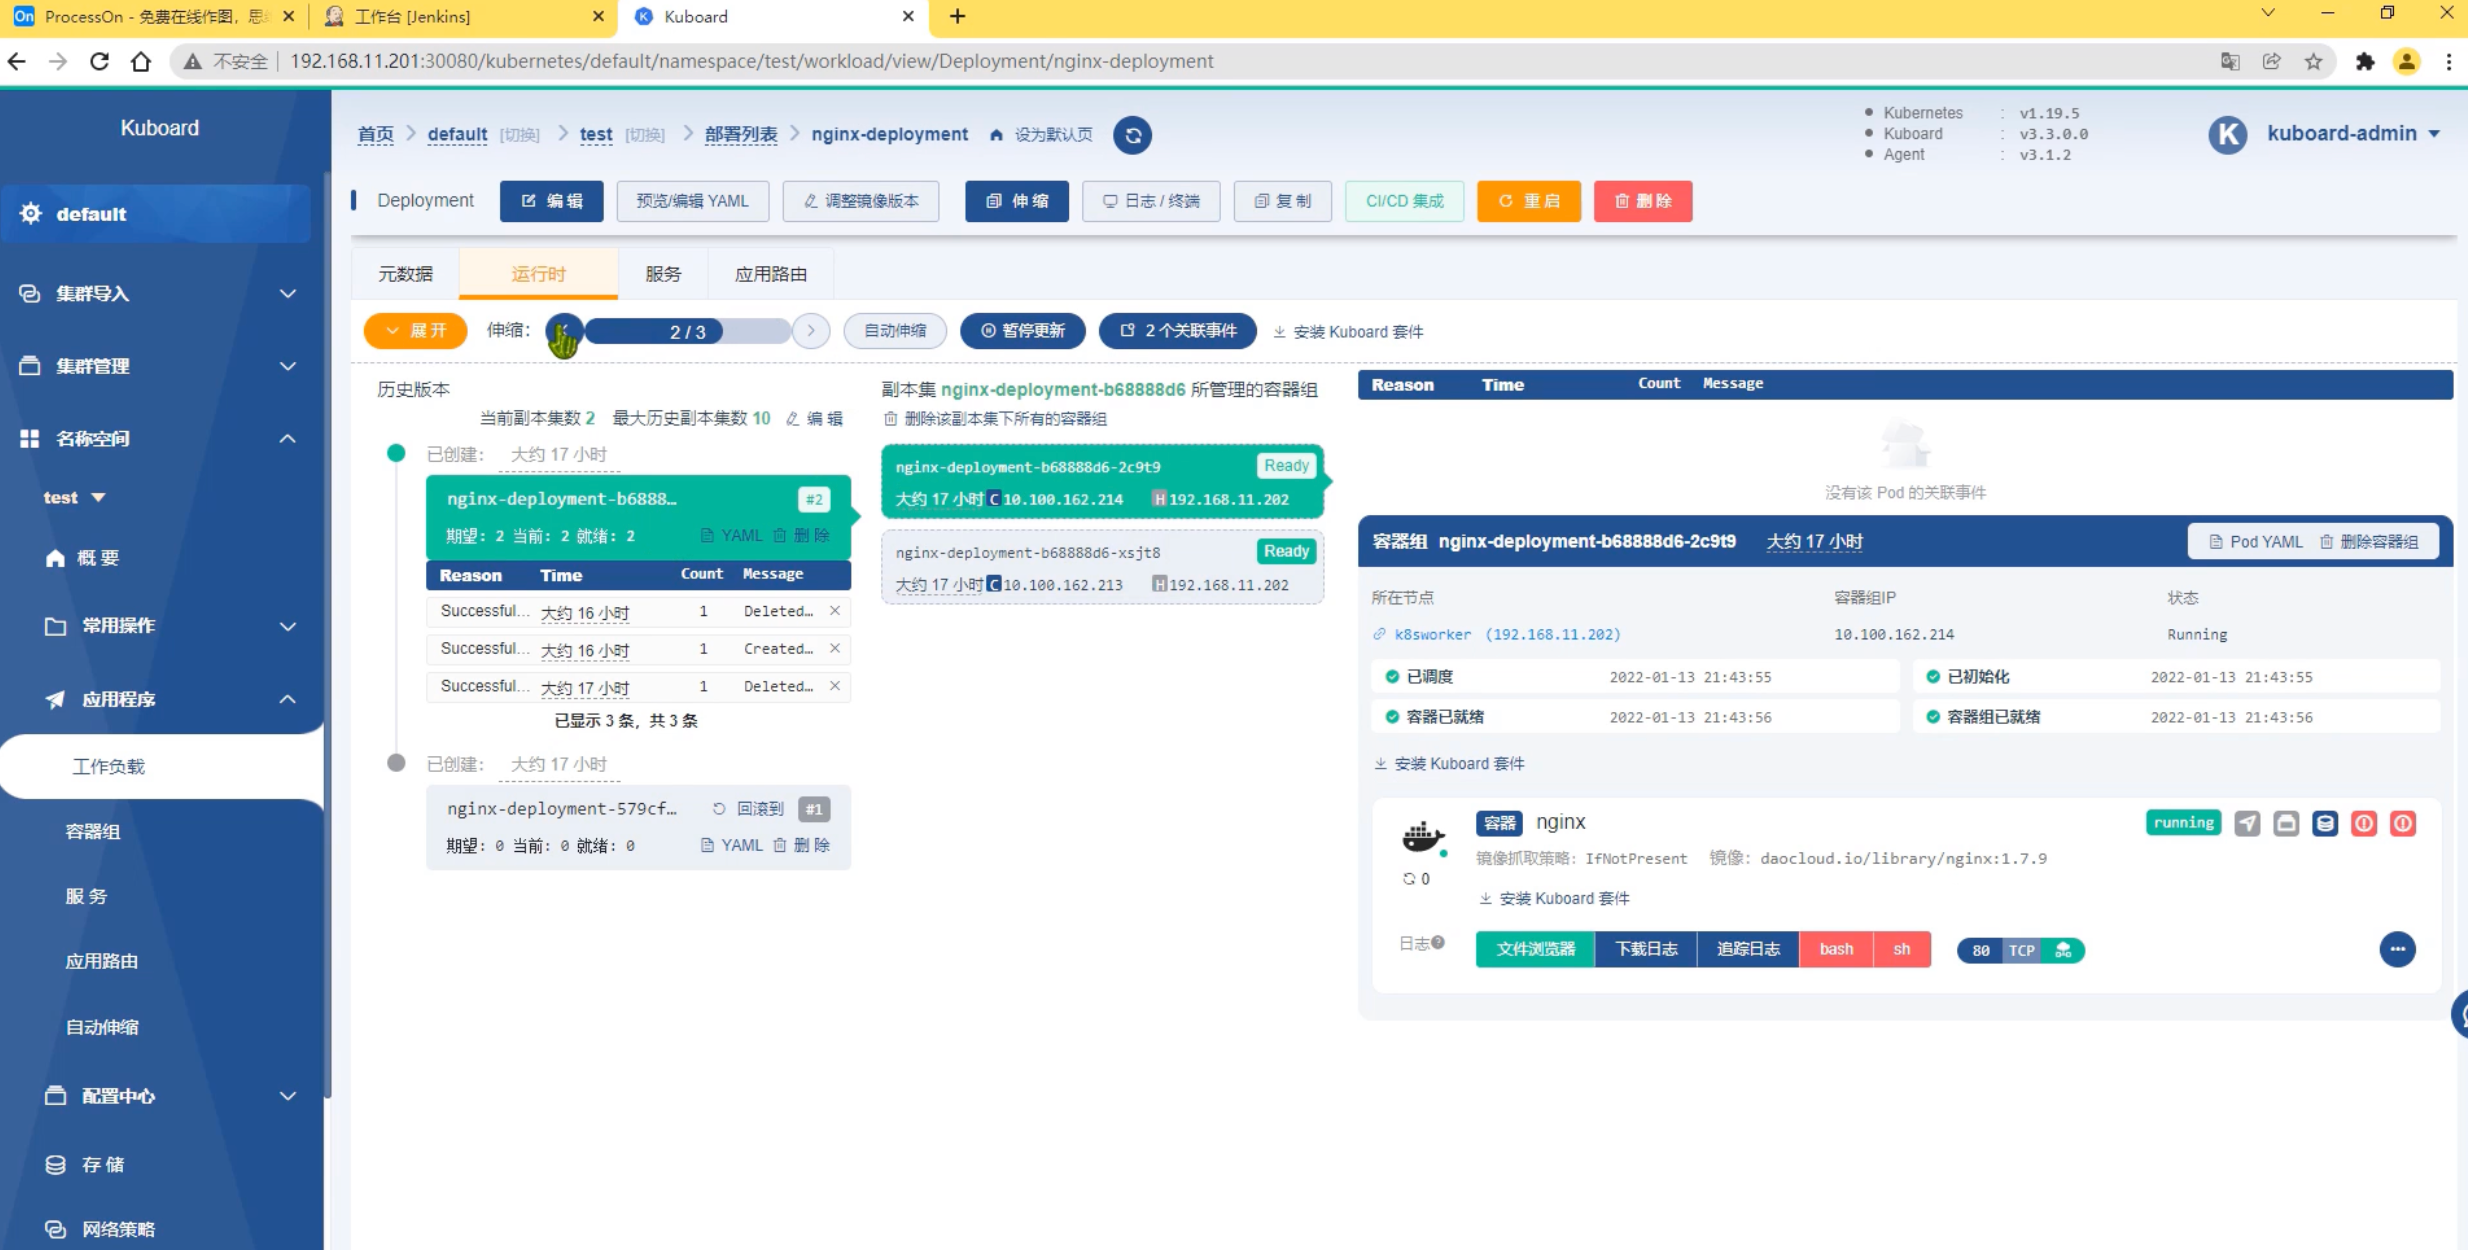 ProcessOn - 免费在线作图，思
工作台 [Jenkins]
Kuboard
不安全
192.168.11.201:30080/kubernetes/default/namespace/test/workload/view/Deployment/nginx-deployment
Kuboard
default
集群导入
集群管理
名称空间
test
概 要
常用操作
应用程序
工作负载
容器组
服 务
应用路由
自动伸缩
配置中心
存 储
网络策略
首页 default [切换] test [切换] 部署列表 nginx-deployment 设为默认页
Kubernetes : v1.19.5
Kuboard : v3.3.0.0
Agent : v3.1.2
K kuboard-admin
Deployment 编 辑 预览/编辑 YAML 调整镜像版本 伸 缩 日志 / 终端 复 制 CI/CD 集成 重 启 删 除
元数据 运行时 服务 应用路由
展 开 伸缩: 2 / 3 自动伸缩 暂停更新 2 个关联事件 安装 Kuboard 套件
历史版本
当前副本集数 2 最大历史副本集数 10 编 辑
已创建: 大约 17 小时
nginx-deployment-b6888… #2
期望: 2 当前: 2 就绪: 2 YAML 删 除
Reason Time Count Message
Successful… 大约 16 小时 1 Deleted… ×
Successful… 大约 16 小时 1 Created… ×
Successful… 大约 17 小时 1 Deleted… ×
已显示 3 条，共 3 条
已创建: 大约 17 小时
nginx-deployment-579cf… 回滚到 #1
期望: 0 当前: 0 就绪: 0 YAML 删 除
副本集 nginx-deployment-b68888d6 所管理的容器组
删除该副本集下所有的容器组
nginx-deployment-b68888d6-2c9t9 Ready
大约 17 小时 C 10.100.162.214 H 192.168.11.202
nginx-deployment-b68888d6-xsjt8 Ready
大约 17 小时 C 10.100.162.213 H 192.168.11.202
Reason Time Count Message
没有该 Pod 的关联事件
容器组 nginx-deployment-b68888d6-2c9t9 大约 17 小时 Pod YAML 删除容器组
所在节点 容器组IP 状态
k8sworker (192.168.11.202) 10.100.162.214 Running
已调度 2022-01-13 21:43:55 已初始化 2022-01-13 21:43:55
容器已就绪 2022-01-13 21:43:56 容器组已就绪 2022-01-13 21:43:56
安装 Kuboard 套件
容器 nginx running
镜像抓取策略: IfNotPresent 镜像: daocloud.io/library/nginx:1.7.9
0
安装 Kuboard 套件
日志 文件浏览器 下载日志 追踪日志 bash sh 80 TCP